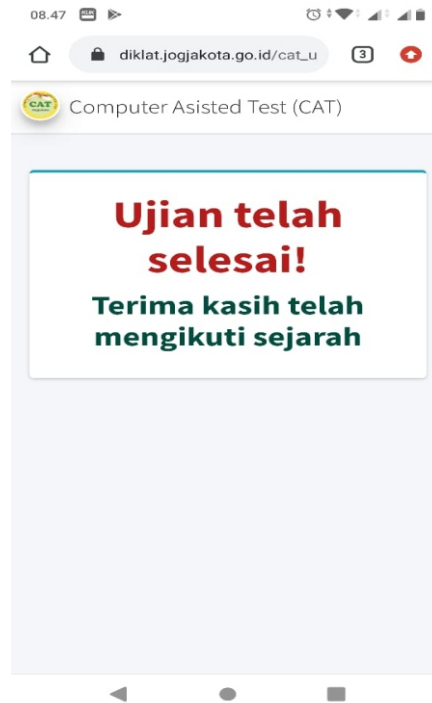 08.47
diklat.jogjakota.go.id/cat_u
3
CAT
Computer Asisted Test (CAT)
Ujian telah
selesai!
Terima kasih telah
mengikuti sejarah